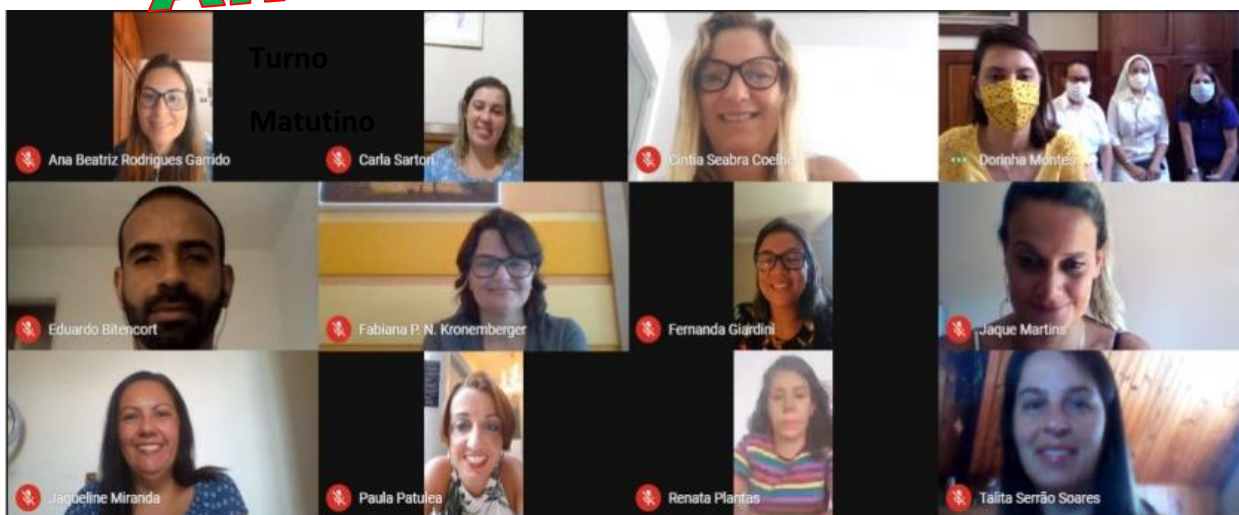 Turno
Matutino
Ana Beatriz Rodrigues Garrido
Carla Sartori
Cintia Seabra Coelho
Dorinha Montes
Eduardo Bitencort
Fabiana P. N. Kronemberger
Fernanda Giardini
Jaque Martins
Jaqueline Miranda
Paula Patulea
Renata Plantas
Talita Serrão Soares